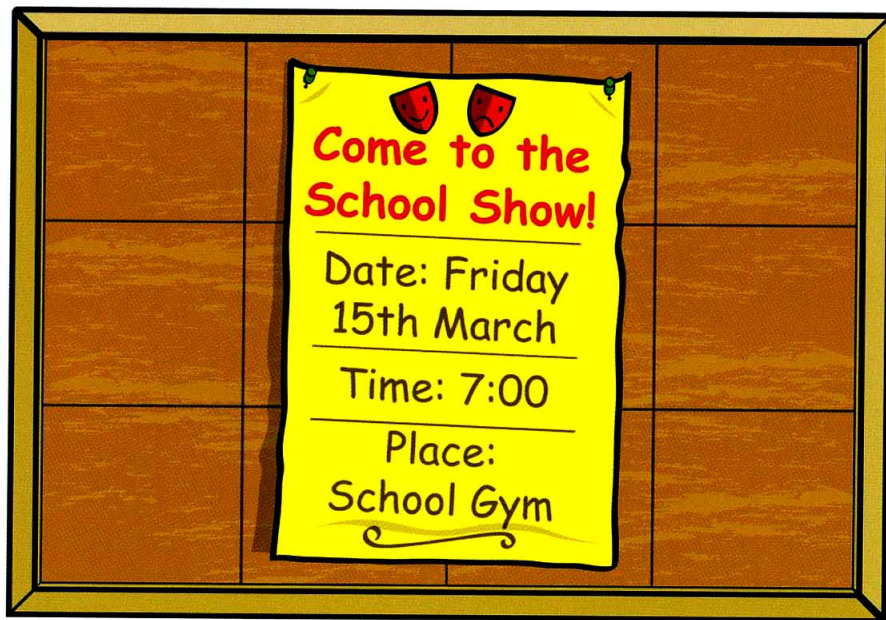 Come to the
School Show!
Date: Friday
15th March
Time: 7:00
Place:
School Gym